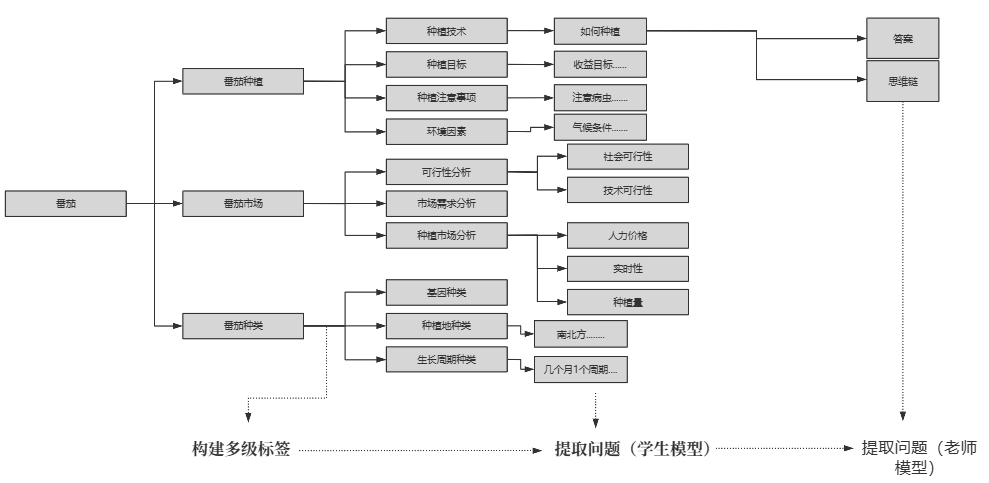 番茄
番茄种植
番茄市场
番茄种类
种植技术
种植目标
种植注意事项
环境因素
可行性分析
市场需求分析
种植市场分析
基因种类
种植地种类
生长周期种类
如何种植
收益目标......
注意病虫.......
气候条件.......
社会可行性
技术可行性
人力价格
实时性
种植量
南北方........
几个月1个周期....
答案
思维链
构建多级标签
提取问题（学生模型）
提取问题（老师
模型）